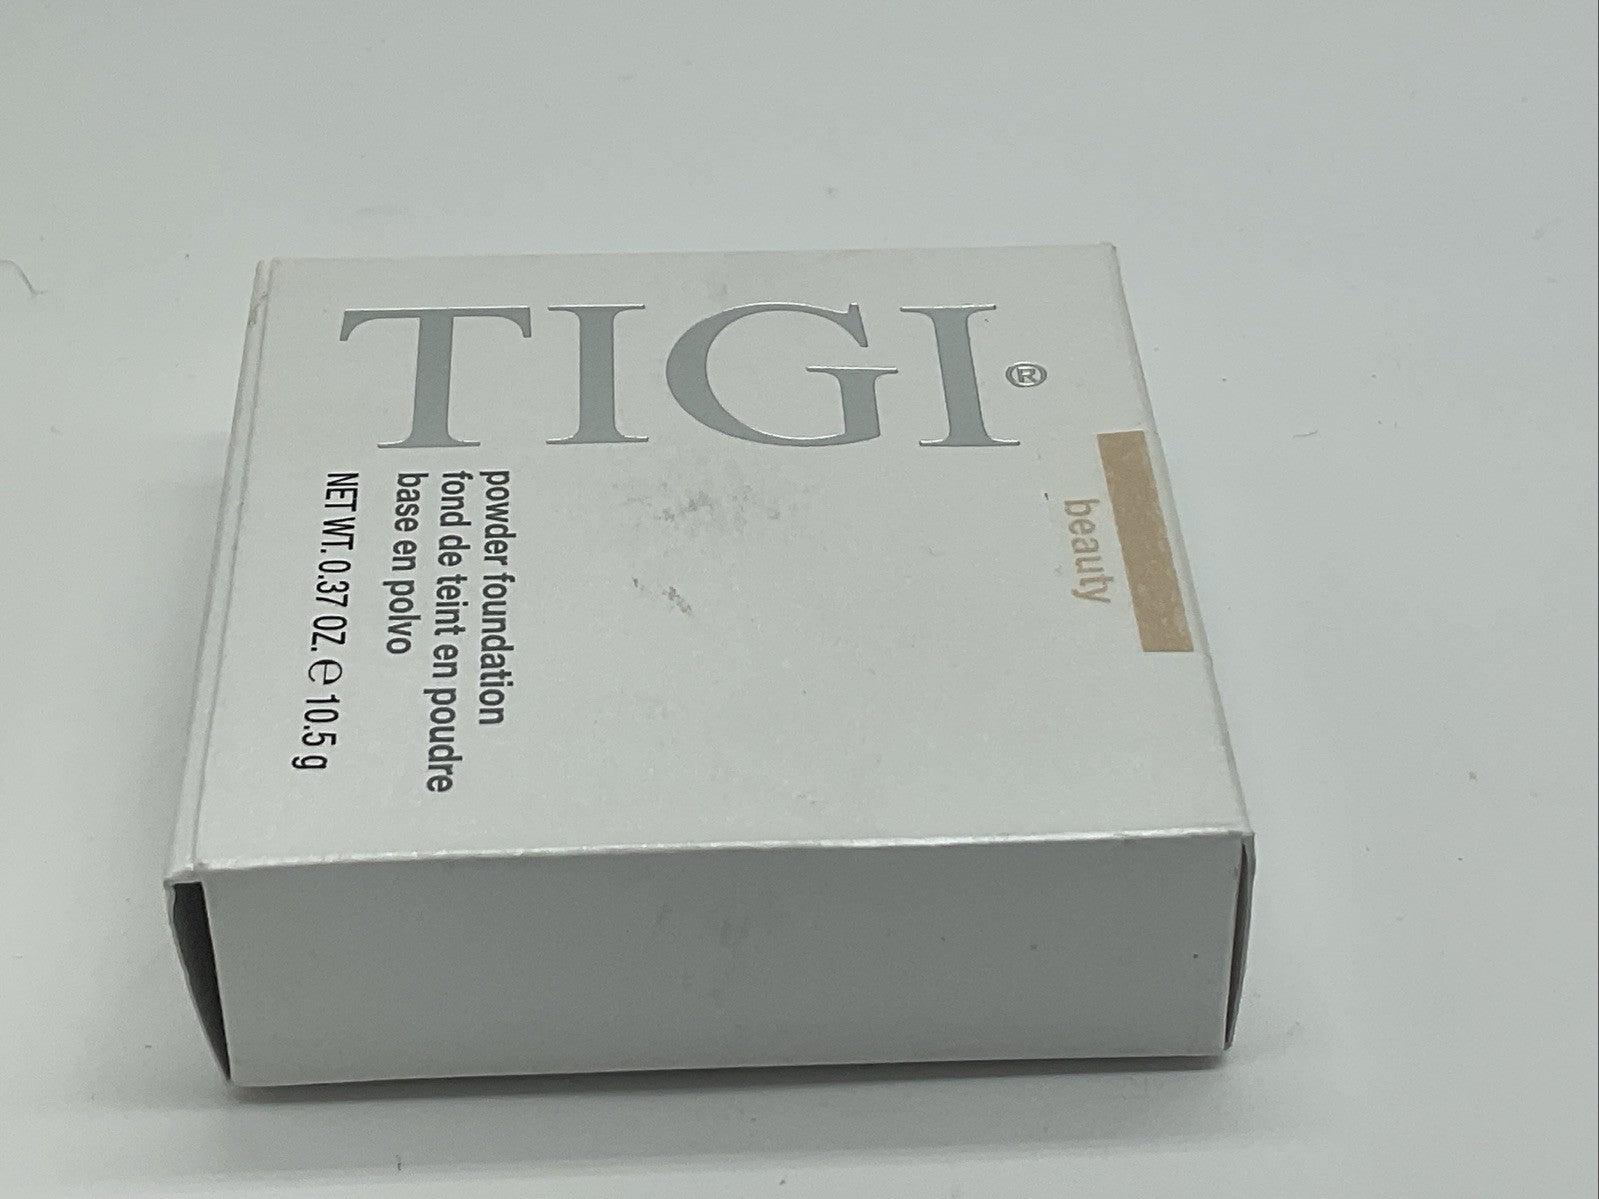 TIGI®
beauty
powder foundation
fond de teint en poudre
base en polvo
NET WT. 0.37 OZ. ℮ 10.5 g